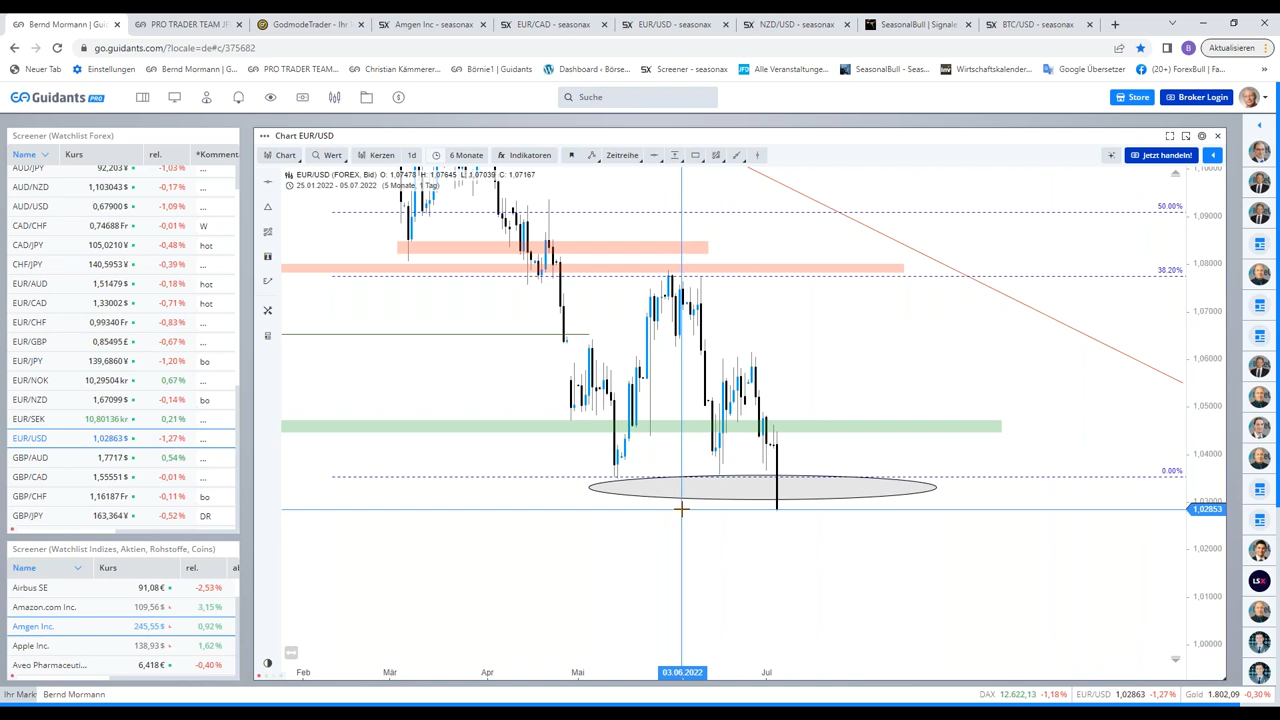 Bernd Mormann | Guid
PRO TRADER TEAM JF
GodmodeTrader - Ihr
Amgen Inc - seasonax
EUR/CAD - seasonax
EUR/USD - seasonax
NZD/USD - seasonax
SeasonalBull | Signale
BTC/USD - seasonax
go.guidants.com/?locale=de#c/375682
B
Aktualisieren
Neuer Tab
Einstellungen
Bernd Mormann | G...
PRO TRADER TEAM...
Christian Kämmerer...
Börnie1 | Guidants
Dashboard ‹ Börse...
Screener - seasonax
Alle Veranstaltunge...
SeasonalBull - Seas...
Wirtschaftskalender...
Google Übersetzer
(20+) ForexBull | Fa...
»
Guidants PRO
Suche
Store
Broker Login
Screener (Watchlist Forex)
Name Kurs rel. *Komment
AUD/JPY 92,203¥ -1,03%
AUD/NZD 1,103043¥ -0,17% ...
AUD/USD 0,67900$ -0,18% ...
CAD/CHF 0,74688 Fr -0,01% W
CAD/JPY 105,0210¥ -0,48% hot
CHF/JPY 140,5953¥ -0,39% ...
EUR/AUD 1,51479$ -0,18% hot
EUR/CAD 1,33002$ -0,71% hot
EUR/CHF 0,99340 Fr -0,83% ...
EUR/GBP 0,85495£ -0,67% ...
EUR/JPY 139,6860¥ -1,20% bo
EUR/NOK 10,29504 kr 0,67% ...
EUR/NZD 1,67099$ -0,14% bo
EUR/SEK 10,80136 kr 0,21% ...
EUR/USD 1,02863$ -1,27% ...
GBP/AUD 1,7717$ 0,54% ...
GBP/CAD 1,55551$ -0,01% ...
GBP/CHF 1,16187 Fr -0,11% bo
GBP/JPY 163,364¥ -0,52% DR
Screener (Watchlist Indizes, Aktien, Rohstoffe, Coins)
Name Kurs rel. al
Airbus SE 91,08€ -2,53%
Amazon.com Inc. 109,56$ 3,15%
Amgen Inc. 245,55$ 0,92%
Apple Inc. 138,93$ 1,62%
Aveo Pharmaceuti... 6,418€ -0,40%
Chart EUR/USD
Chart
Wert
Kerzen
1d
6 Monate
Indikatoren
Zeitreihe
Jetzt handeln!
EUR/USD (FOREX, Bid) O: 1,07478 H: 1,07645 L: 1,07039 C: 1,07167
25.01.2022 - 05.07.2022 (5 Monate, 1 Tag)
50.00%
38.20%
0.00%
1,10000
1,09000
1,08000
1,07000
1,06000
1,05000
1,04000
1,03000
1,02853
1,02000
1,01000
1,00000
Feb
Mär
Apr
Mai
03.06.2022
Jul
LSX
Ihr Mark
Bernd Mormann
DAX 12.622,13 -1,18%
EUR/USD 1,02863 -1,27%
Gold 1.802,09 -0,30%